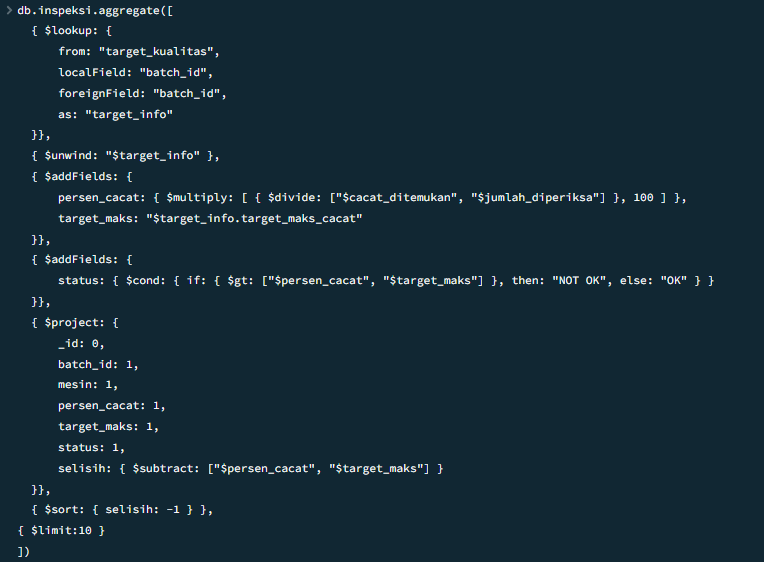 > db.inspeksi.aggregate([
{ $lookup: {
from: "target_kualitas",
localField: "batch_id",
foreignField: "batch_id",
as: "target_info"
}},
{ $unwind: "$target_info" },
{ $addFields: {
persen_cacat: { $multiply: [ { $divide: ["$cacat_ditemukan", "$jumlah_diperiksa"] }, 100 ] },
target_maks: "$target_info.target_maks_cacat"
}},
{ $addFields: {
status: { $cond: { if: { $gt: ["$persen_cacat", "$target_maks"] }, then: "NOT OK", else: "OK" } }
}},
{ $project: {
_id: 0,
batch_id: 1,
mesin: 1,
persen_cacat: 1,
target_maks: 1,
status: 1,
selisih: { $subtract: ["$persen_cacat", "$target_maks"] }
}},
{ $sort: { selisih: -1 } },
{ $limit:10 }
])